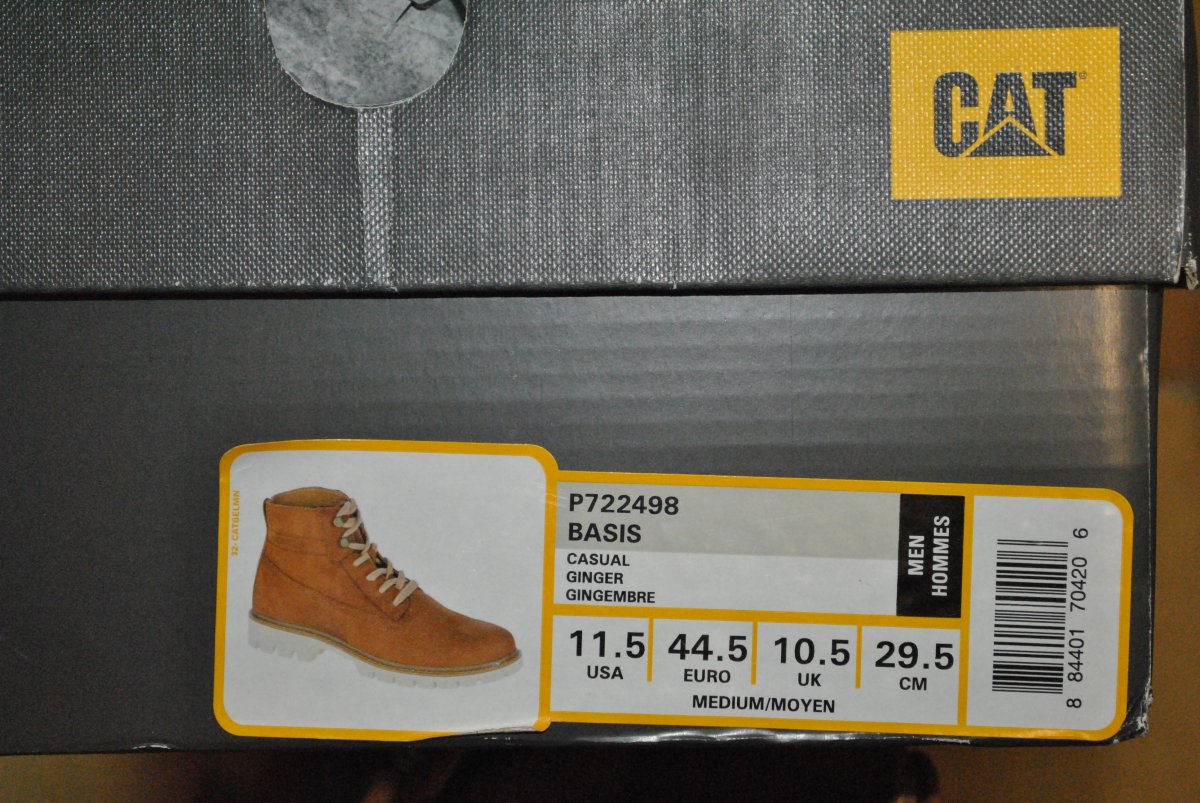 CAT®
32- CATBELMN
P722498
BASIS
CASUAL
GINGER
GINGEMBRE
MEN
HOMMES
11.5 44.5 10.5 29.5
USA EURO UK CM
MEDIUM/MOYEN
8 84401 70420 6